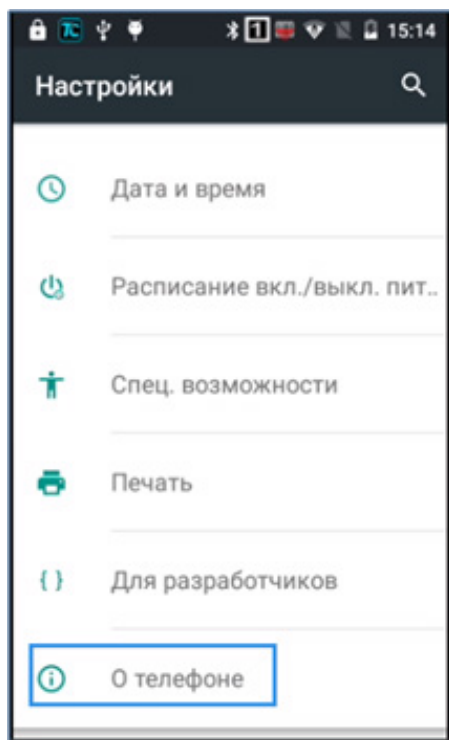 15:14
Настройки
Дата и время
Расписание вкл./выкл. пит..
Спец. возможности
Печать
Для разработчиков
О телефоне